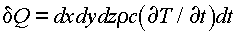 δQ = dxdydzρc(∂T / ∂t)dt